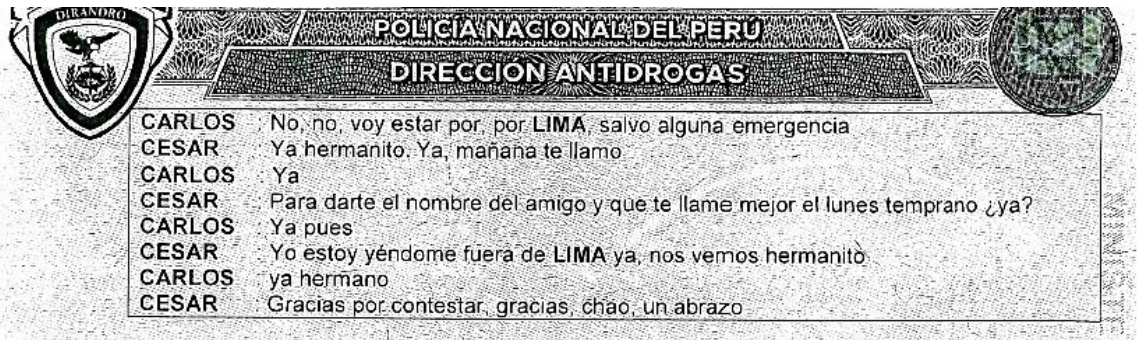 DIRANDRO
POLICÍA NACIONAL DEL PERÚ
DIRECCIÓN ANTIDROGAS
CARLOS : No, no, voy estar por, por LIMA, salvo alguna emergencia
CESAR : Ya hermanito. Ya, mañana te llamo
CARLOS : Ya
CESAR : Para darte el nombre del amigo y que te llame mejor el lunes temprano ¿ya?
CARLOS : Ya pues
CESAR : Yo estoy yéndome fuera de LIMA ya, nos vemos hermanito
CARLOS : ya hermano
CESAR : Gracias por contestar, gracias, chao, un abrazo